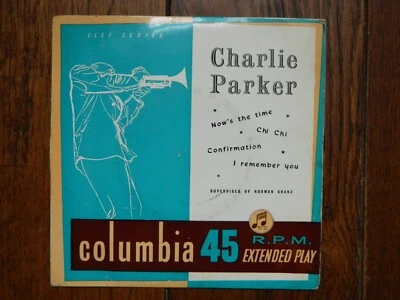 CLEF SERIES
Charlie
Parker
Now's the time
Chi Chi
Confirmation
I remember you
SUPERVISED BY NORMAN GRANZ
columbia 45 R.P.M.
EXTENDED PLAY